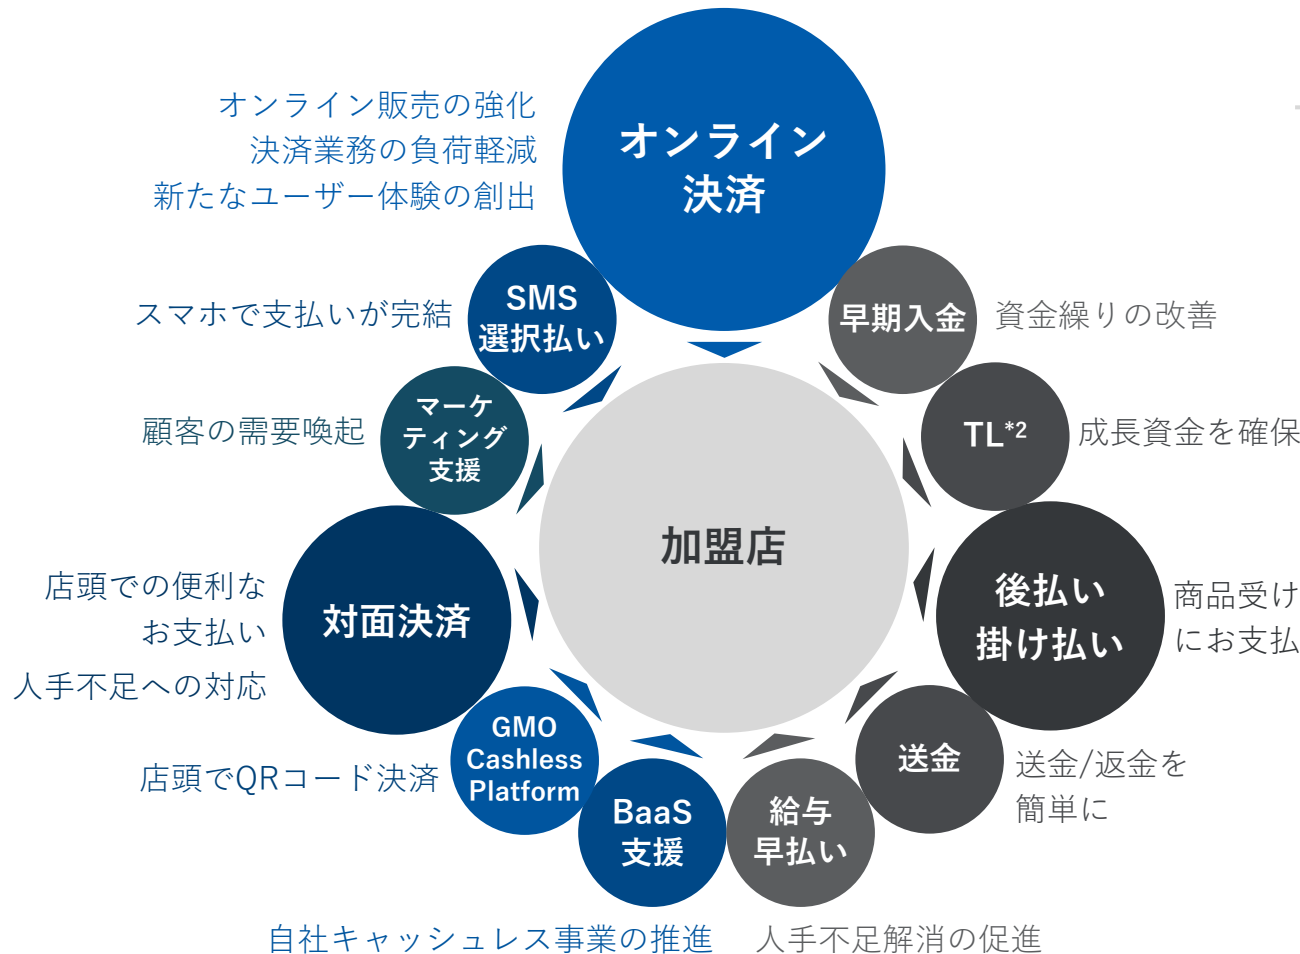 オンライン
決済
オンライン販売の強化
決済業務の負荷軽減
新たなユーザー体験の創出
SMS
選択払い
スマホで支払いが完結
早期入金
資金繰りの改善
マーケ
ティング
支援
顧客の需要喚起
TL*2
成長資金を確保
加盟店
対面決済
店頭での便利な
お支払い
人手不足への対応
後払い
掛け払い
商品受け
にお支払
GMO
Cashless
Platform
店頭でQRコード決済
送金
送金/返金を
簡単に
BaaS
支援
自社キャッシュレス事業の推進
給与
早払い
人手不足解消の促進